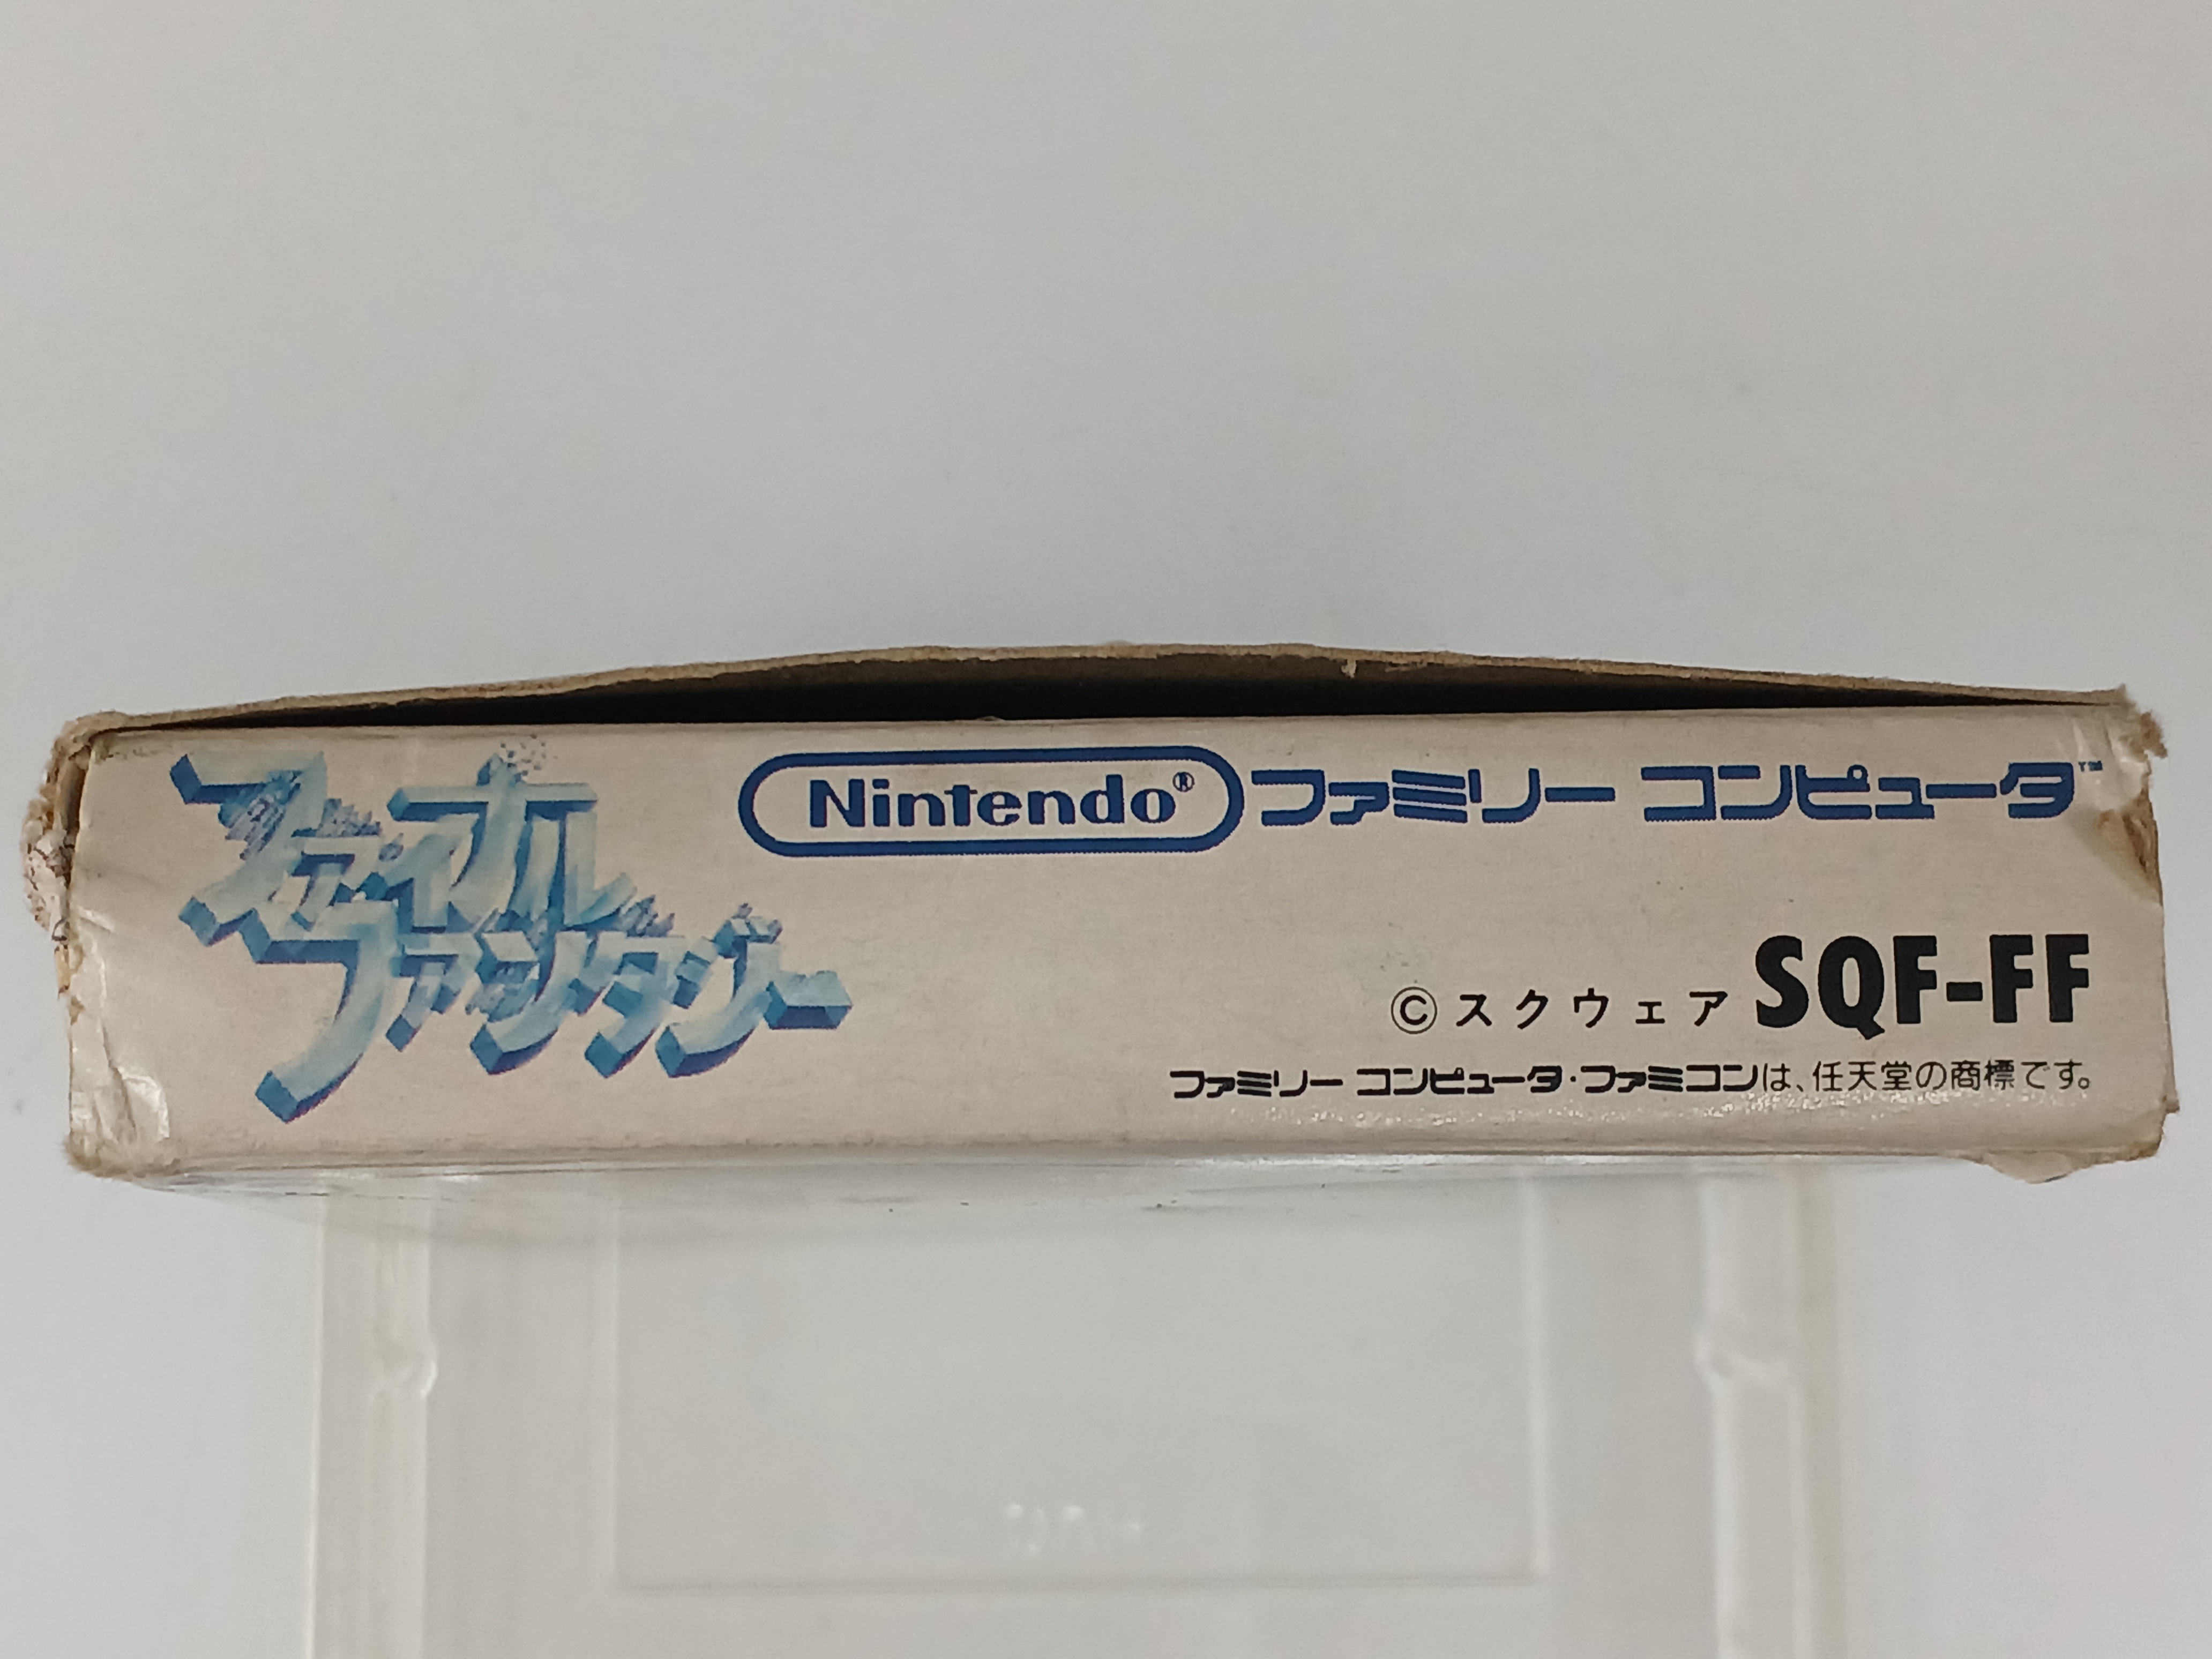 ファイナル
ファンタジー
Nintendo® ファミリー コンピュータ™
© スクウェア SQF-FF
ファミリー コンピュータ・ファミコンは、任天堂の商標です。